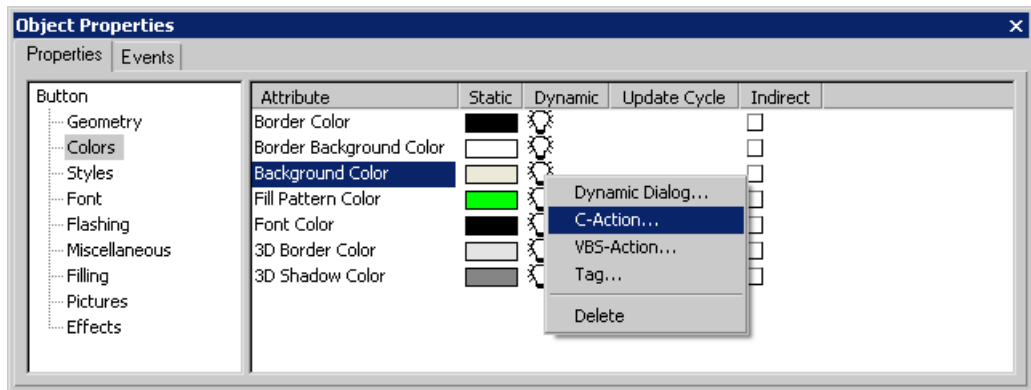 Object Properties
Properties Events
Button
Geometry
Colors
Styles
Font
Flashing
Miscellaneous
Filling
Pictures
Effects
Attribute Static Dynamic Update Cycle Indirect
Border Color
Border Background Color
Background Color
Fill Pattern Color
Font Color
3D Border Color
3D Shadow Color
Dynamic Dialog...
C-Action...
VBS-Action...
Tag...
Delete